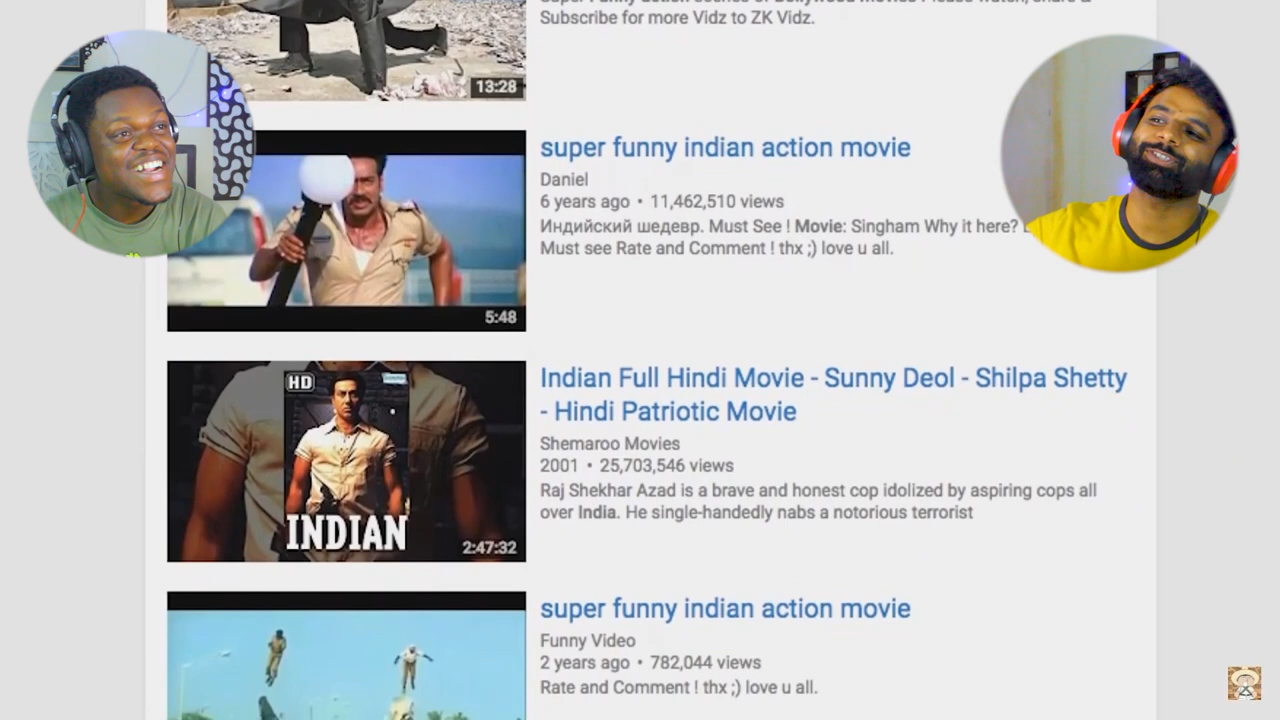 Subscribe for more Vidz to ZK Vidz.
13:28
super funny indian action movie
Daniel
6 years ago • 11,462,510 views
Индийский шедевр. Must See ! Movie: Singham Why it here?
Must see Rate and Comment ! thx ;) love u all.
5:48
Indian Full Hindi Movie - Sunny Deol - Shilpa Shetty
- Hindi Patriotic Movie
Shemaroo Movies
2001 • 25,703,546 views
Raj Shekhar Azad is a brave and honest cop idolized by aspiring cops all
over India. He single-handedly nabs a notorious terrorist
HD
INDIAN
2:47:32
super funny indian action movie
Funny Video
2 years ago • 782,044 views
Rate and Comment ! thx ;) love u all.